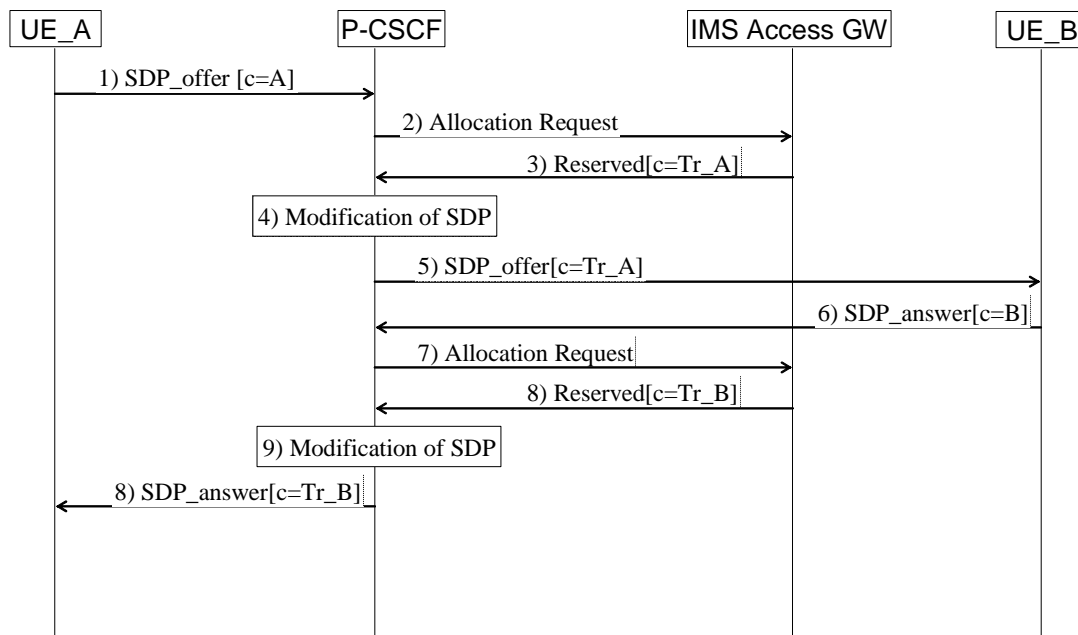 UE_A
P-CSCF
IMS Access GW
UE_B
1) SDP_offer [c=A]
2) Allocation Request
3) Reserved[c=Tr_A]
4) Modification of SDP
5) SDP_offer[c=Tr_A]
6) SDP_answer[c=B]
7) Allocation Request
8) Reserved[c=Tr_B]
9) Modification of SDP
8) SDP_answer[c=Tr_B]